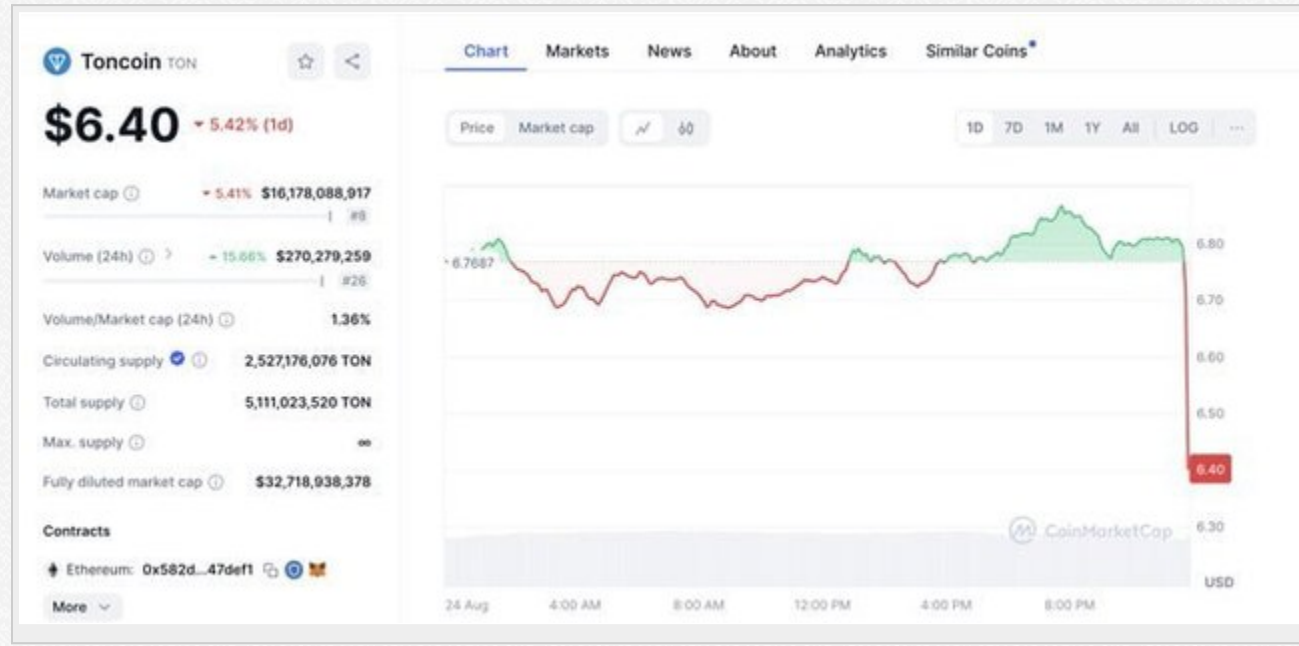 Toncoin TON
$6.40 5.42% (1d)
Market cap 5.41% $16,178,088,917
#8
Volume (24h) 15.66% $270,279,259
#26
Volume/Market cap (24h) 1.36%
Circulating supply 2,527,176,076 TON
Total supply 5,111,023,520 TON
Max. supply ∞
Fully diluted market cap $32,718,938,378
Contracts
Ethereum: 0x582d...47def1
More
Chart Markets News About Analytics Similar Coins
Price Market cap
1D 7D 1M 1Y All LOG ...
6.7687
6.80
6.70
6.60
6.50
6.40
6.30
CoinMarketCap
USD
24 Aug 4:00 AM 8:00 AM 12:00 PM 4:00 PM 8:00 PM